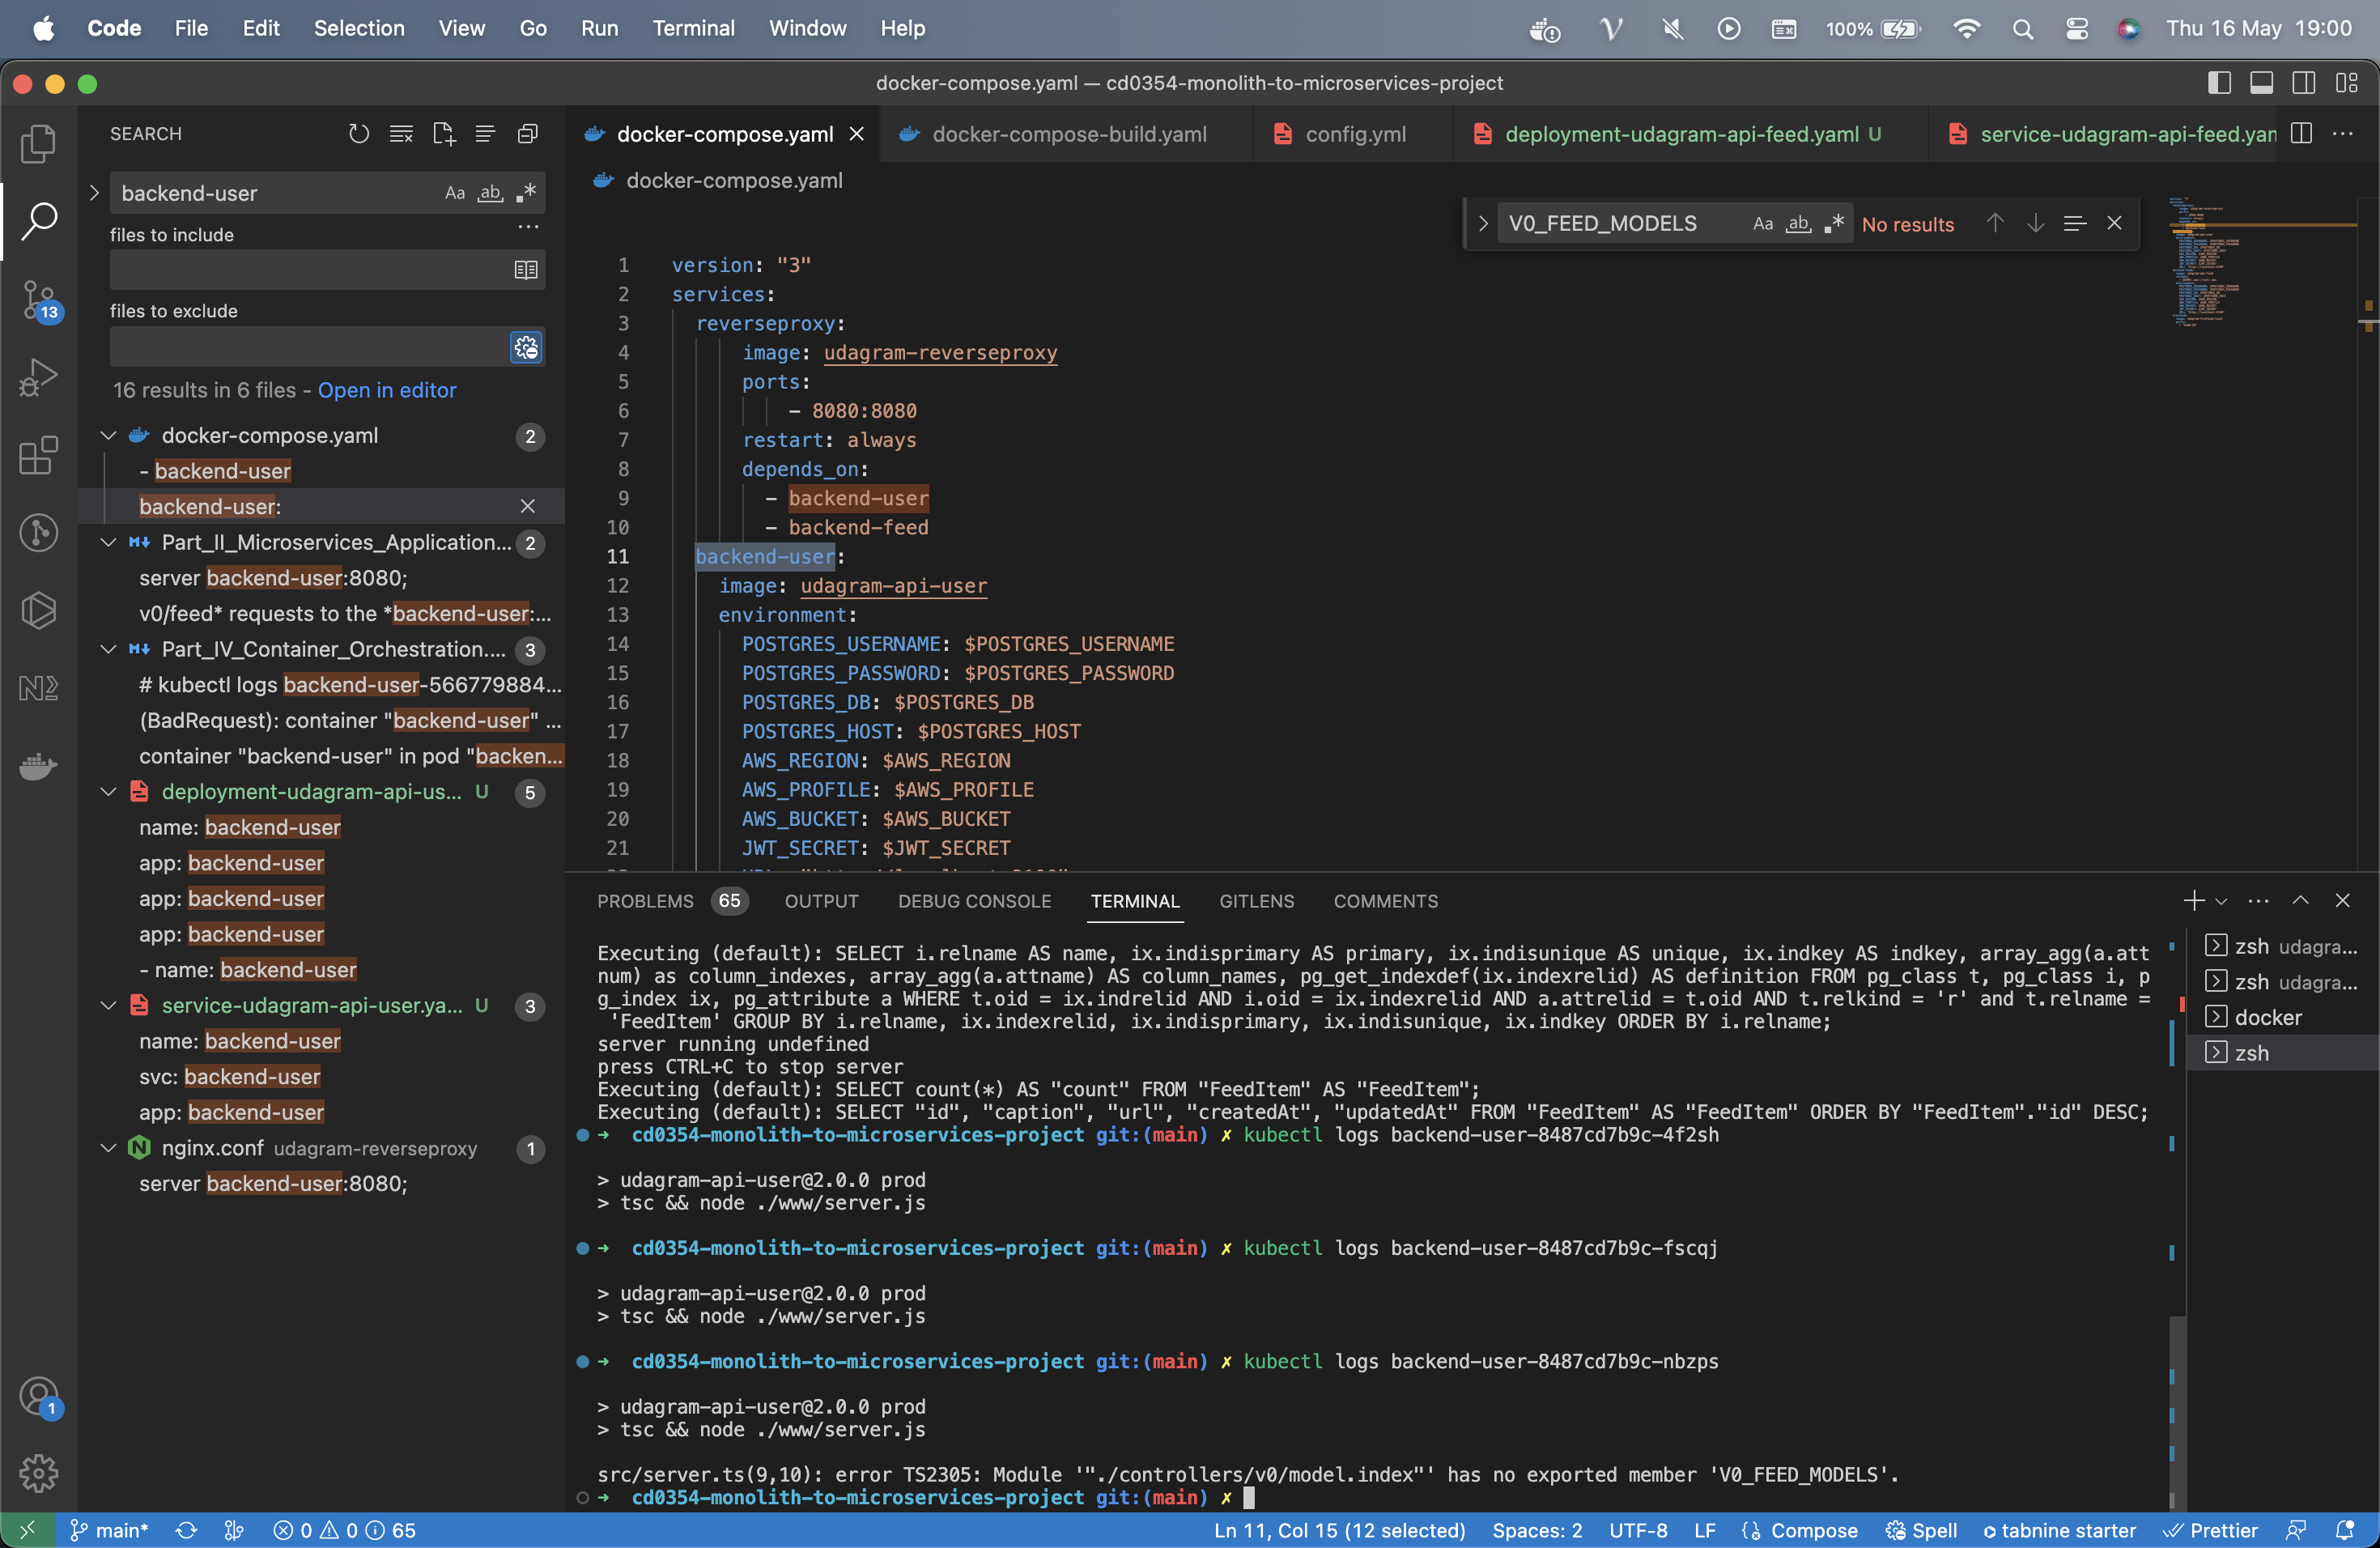 Code File Edit Selection View Go Run Terminal Window Help 100% Thu 16 May 19:00
docker-compose.yaml — cd0354-monolith-to-microservices-project
SEARCH
backend-user
files to include
files to exclude
16 results in 6 files - Open in editor
docker-compose.yaml 2
- backend-user
backend-user:
Part_II_Microservices_Application... 2
server backend-user:8080;
v0/feed* requests to the *backend-user:...
Part_IV_Container_Orchestration.... 3
# kubectl logs backend-user-566779884...
(BadRequest): container "backend-user" ...
container "backend-user" in pod "backen...
deployment-udagram-api-us... U 5
name: backend-user
app: backend-user
app: backend-user
app: backend-user
- name: backend-user
service-udagram-api-user.ya... U 3
name: backend-user
svc: backend-user
app: backend-user
nginx.conf udagram-reverseproxy 1
server backend-user:8080;
13
1
docker-compose.yaml docker-compose-build.yaml config.yml deployment-udagram-api-feed.yaml U service-udagram-api-feed.yam
docker-compose.yaml
V0_FEED_MODELS Aa ab .* No results
1 version: "3"
2 services:
3 reverseproxy:
4 image: udagram-reverseproxy
5 ports:
6 - 8080:8080
7 restart: always
8 depends_on:
9 - backend-user
10 - backend-feed
11 backend-user:
12 image: udagram-api-user
13 environment:
14 POSTGRES_USERNAME: $POSTGRES_USERNAME
15 POSTGRES_PASSWORD: $POSTGRES_PASSWORD
16 POSTGRES_DB: $POSTGRES_DB
17 POSTGRES_HOST: $POSTGRES_HOST
18 AWS_REGION: $AWS_REGION
19 AWS_PROFILE: $AWS_PROFILE
20 AWS_BUCKET: $AWS_BUCKET
21 JWT_SECRET: $JWT_SECRET
PROBLEMS 65 OUTPUT DEBUG CONSOLE TERMINAL GITLENS COMMENTS
Executing (default): SELECT i.relname AS name, ix.indisprimary AS primary, ix.indisunique AS unique, ix.indkey AS indkey, array_agg(a.att
num) as column_indexes, array_agg(a.attname) AS column_names, pg_get_indexdef(ix.indexrelid) AS definition FROM pg_class t, pg_class i, p
g_index ix, pg_attribute a WHERE t.oid = ix.indrelid AND i.oid = ix.indexrelid AND a.attrelid = t.oid AND t.relkind = 'r' and t.relname =
'FeedItem' GROUP BY i.relname, ix.indexrelid, ix.indisprimary, ix.indisunique, ix.indkey ORDER BY i.relname;
server running undefined
press CTRL+C to stop server
Executing (default): SELECT count(*) AS "count" FROM "FeedItem" AS "FeedItem";
Executing (default): SELECT "id", "caption", "url", "createdAt", "updatedAt" FROM "FeedItem" AS "FeedItem" ORDER BY "FeedItem"."id" DESC;
➜ cd0354-monolith-to-microservices-project git:(main) ✗ kubectl logs backend-user-8487cd7b9c-4f2sh
> udagram-api-user@2.0.0 prod
> tsc && node ./www/server.js
➜ cd0354-monolith-to-microservices-project git:(main) ✗ kubectl logs backend-user-8487cd7b9c-fscqj
> udagram-api-user@2.0.0 prod
> tsc && node ./www/server.js
➜ cd0354-monolith-to-microservices-project git:(main) ✗ kubectl logs backend-user-8487cd7b9c-nbzps
> udagram-api-user@2.0.0 prod
> tsc && node ./www/server.js
src/server.ts(9,10): error TS2305: Module '"./controllers/v0/model.index"' has no exported member 'V0_FEED_MODELS'.
➜ cd0354-monolith-to-microservices-project git:(main) ✗
zsh udagra...
zsh udagra...
docker
zsh
main* 0 0 65 Ln 11, Col 15 (12 selected) Spaces: 2 UTF-8 LF Compose Spell tabnine starter Prettier